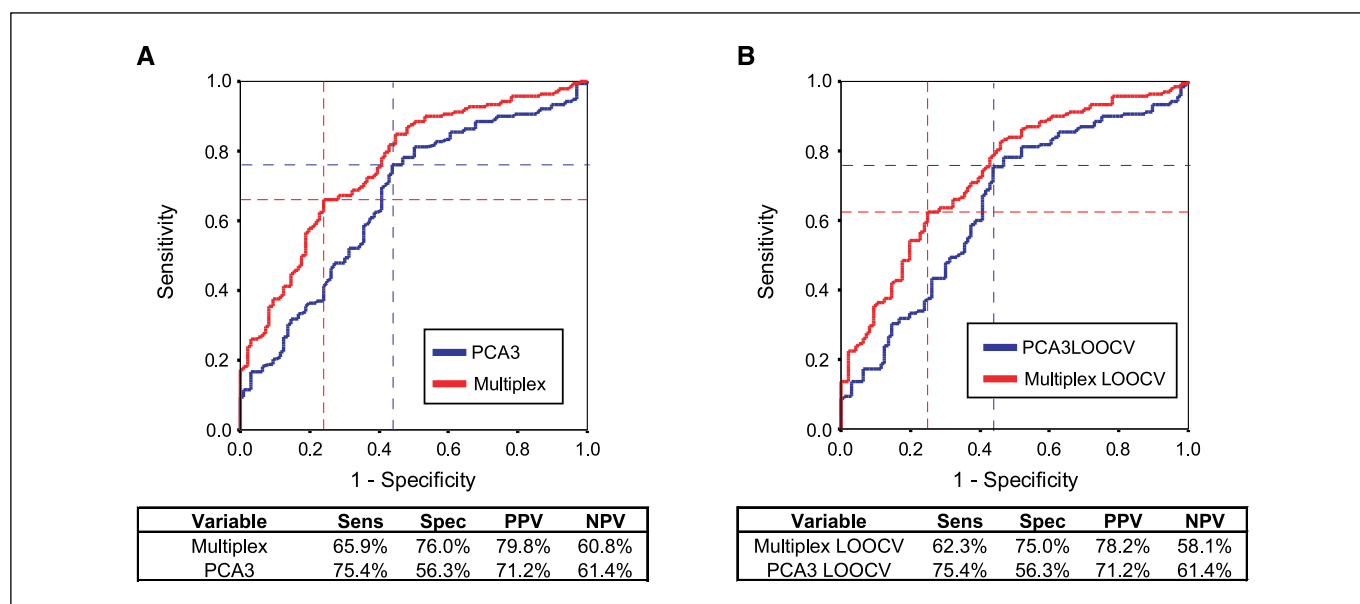 A
1.0
0.8
0.6
0.4
0.2
0.0
Sensitivity
PCA3
Multiplex
0.0 0.2 0.4 0.6 0.8 1.0
1 - Specificity
Variable Sens Spec PPV NPV
Multiplex 65.9% 76.0% 79.8% 60.8%
PCA3 75.4% 56.3% 71.2% 61.4%
B
1.0
0.8
0.6
0.4
0.2
0.0
Sensitivity
PCA3LOOCV
Multiplex LOOCV
0.0 0.2 0.4 0.6 0.8 1.0
1 - Specificity
Variable Sens Spec PPV NPV
Multiplex LOOCV 62.3% 75.0% 78.2% 58.1%
PCA3 LOOCV 75.4% 56.3% 71.2% 61.4%